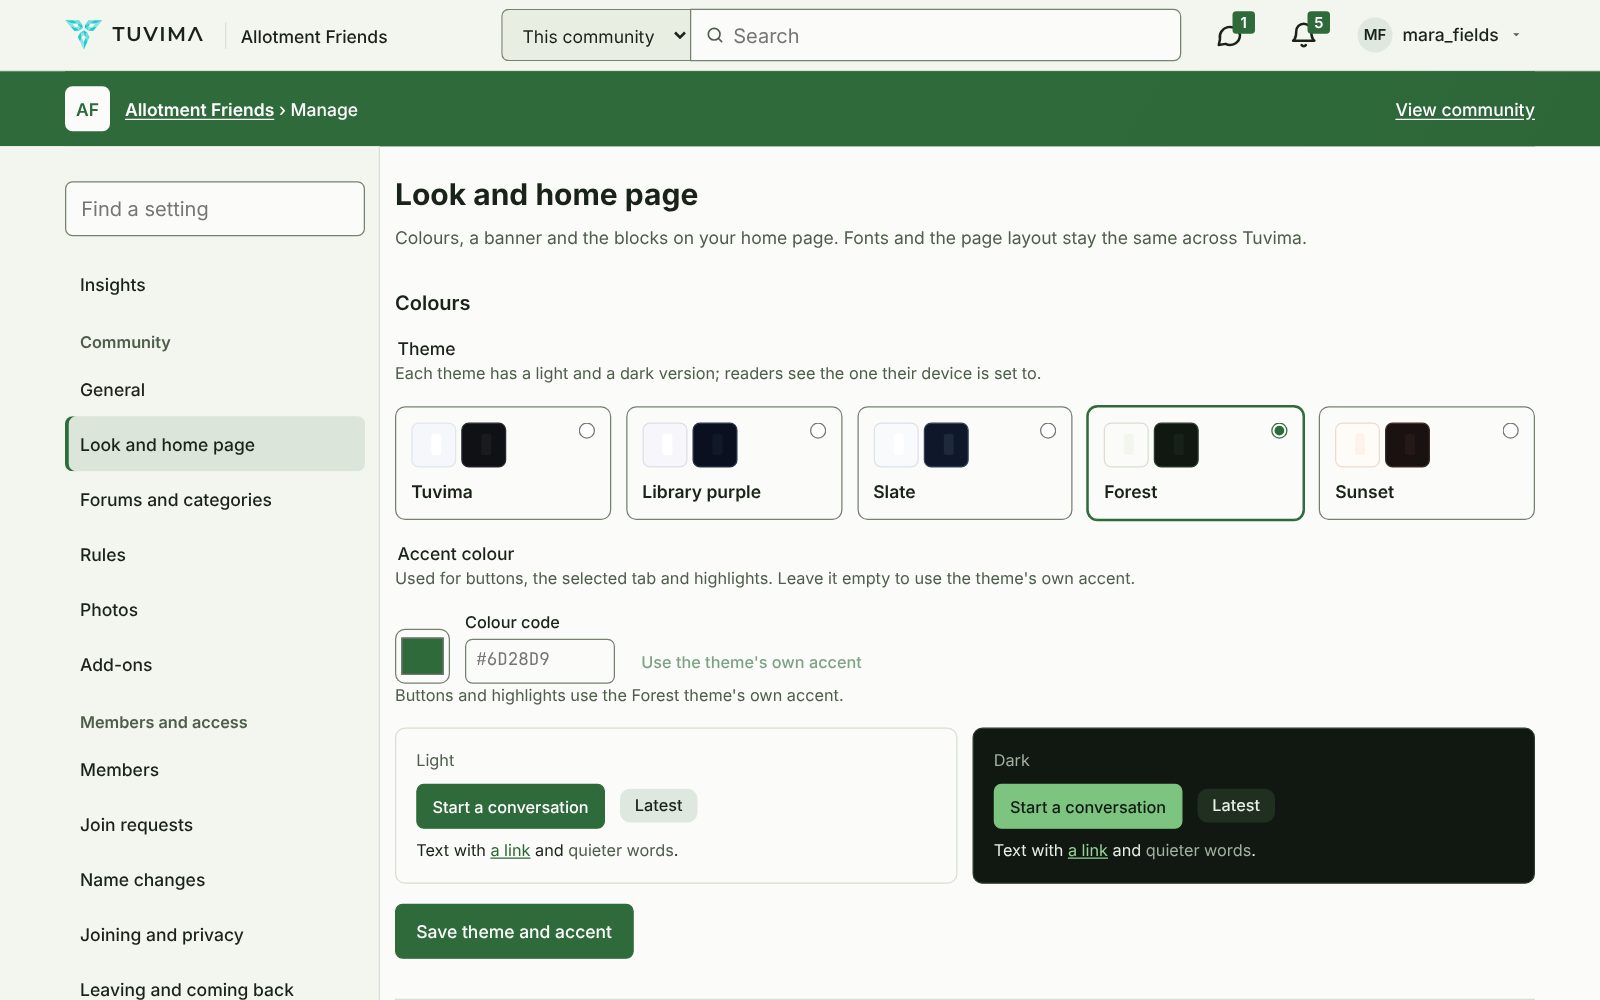 TUVIMA
Allotment Friends
This community
Search
1
5
MF
mara_fields
AF
Allotment Friends › Manage
View community
Find a setting
Insights
Community
General
Look and home page
Forums and categories
Rules
Photos
Add-ons
Members and access
Members
Join requests
Name changes
Joining and privacy
Leaving and coming back
Look and home page
Colours, a banner and the blocks on your home page. Fonts and the page layout stay the same across Tuvima.
Colours
Theme
Each theme has a light and a dark version; readers see the one their device is set to.
Tuvima
Library purple
Slate
Forest
Sunset
Accent colour
Used for buttons, the selected tab and highlights. Leave it empty to use the theme's own accent.
Colour code
#6D28D9
Use the theme's own accent
Buttons and highlights use the Forest theme's own accent.
Light
Start a conversation
Latest
Text with a link and quieter words.
Dark
Start a conversation
Latest
Text with a link and quieter words.
Save theme and accent